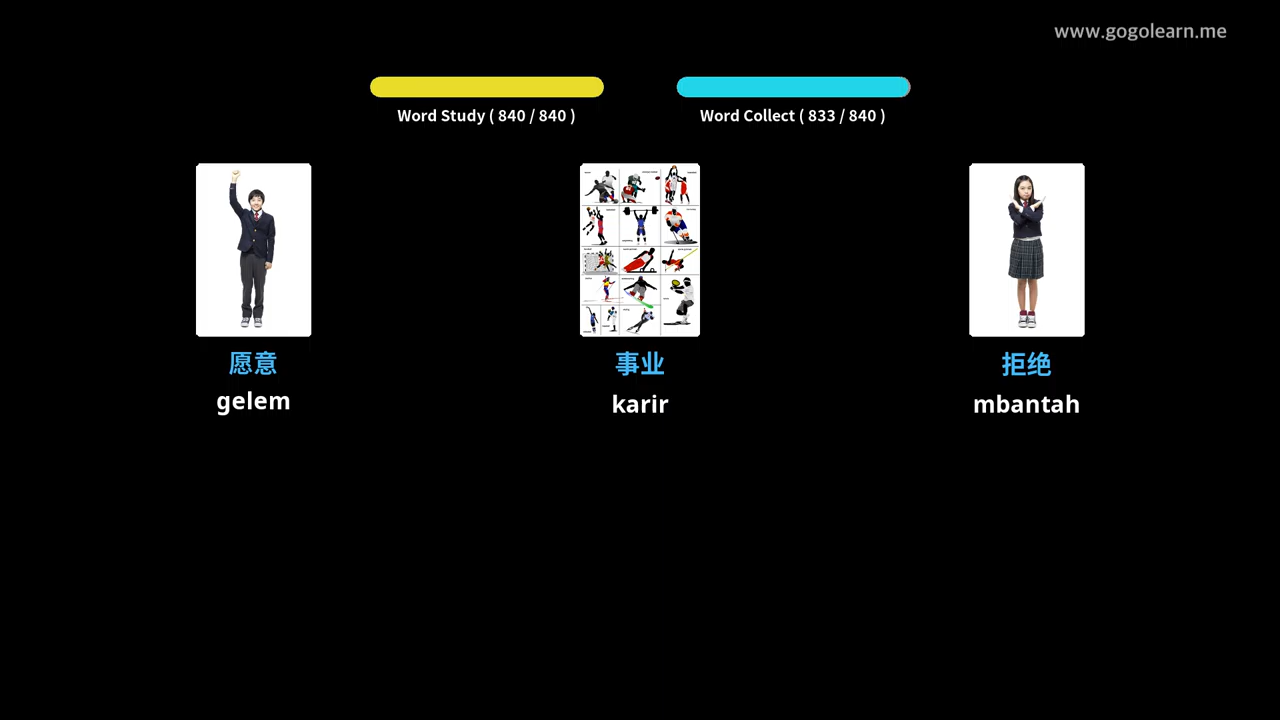 www.gogolearn.me
Word Study ( 840 / 840 )
Word Collect ( 833 / 840 )
愿意
事业
拒绝
gelem
karir
mbantah